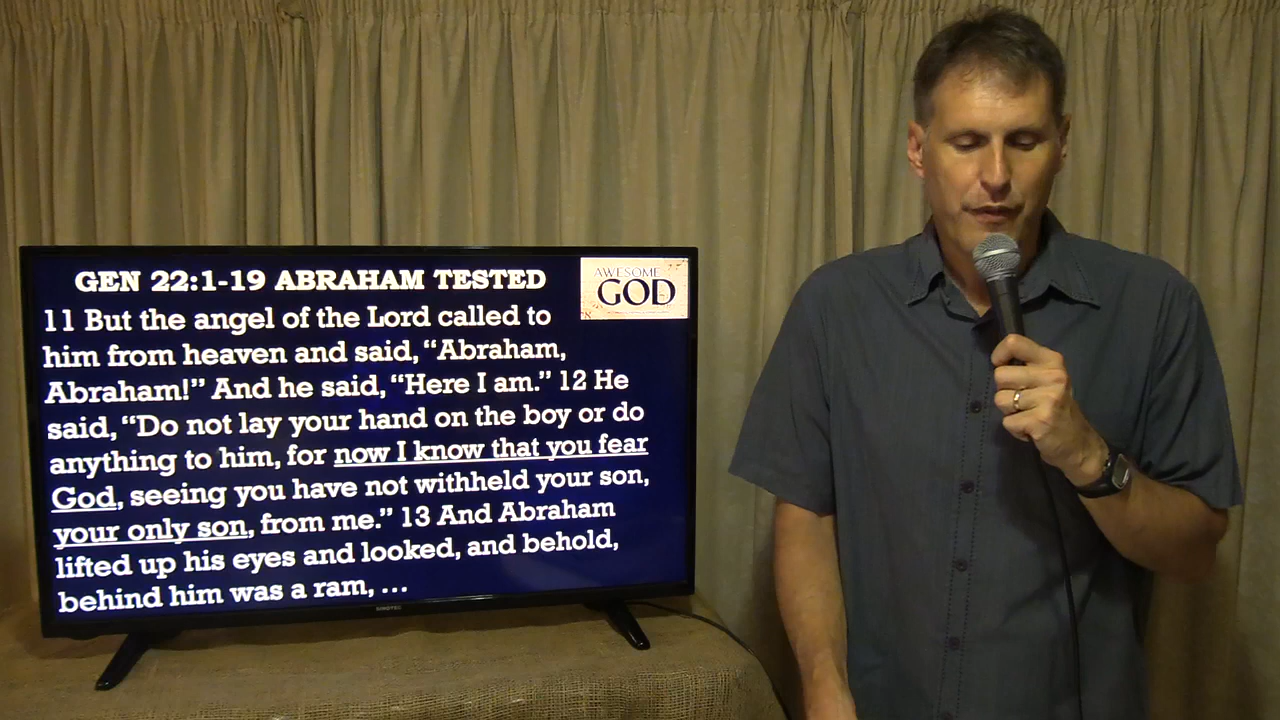 GEN 22:1-19 ABRAHAM TESTED
AWESOME
GOD
11 But the angel of the Lord called to
him from heaven and said, “Abraham,
Abraham!” And he said, “Here I am.” 12 He
said, “Do not lay your hand on the boy or do
anything to him, for now I know that you fear
God, seeing you have not withheld your son,
your only son, from me.” 13 And Abraham
lifted up his eyes and looked, and behold,
behind him was a ram, ...
SINOTEC